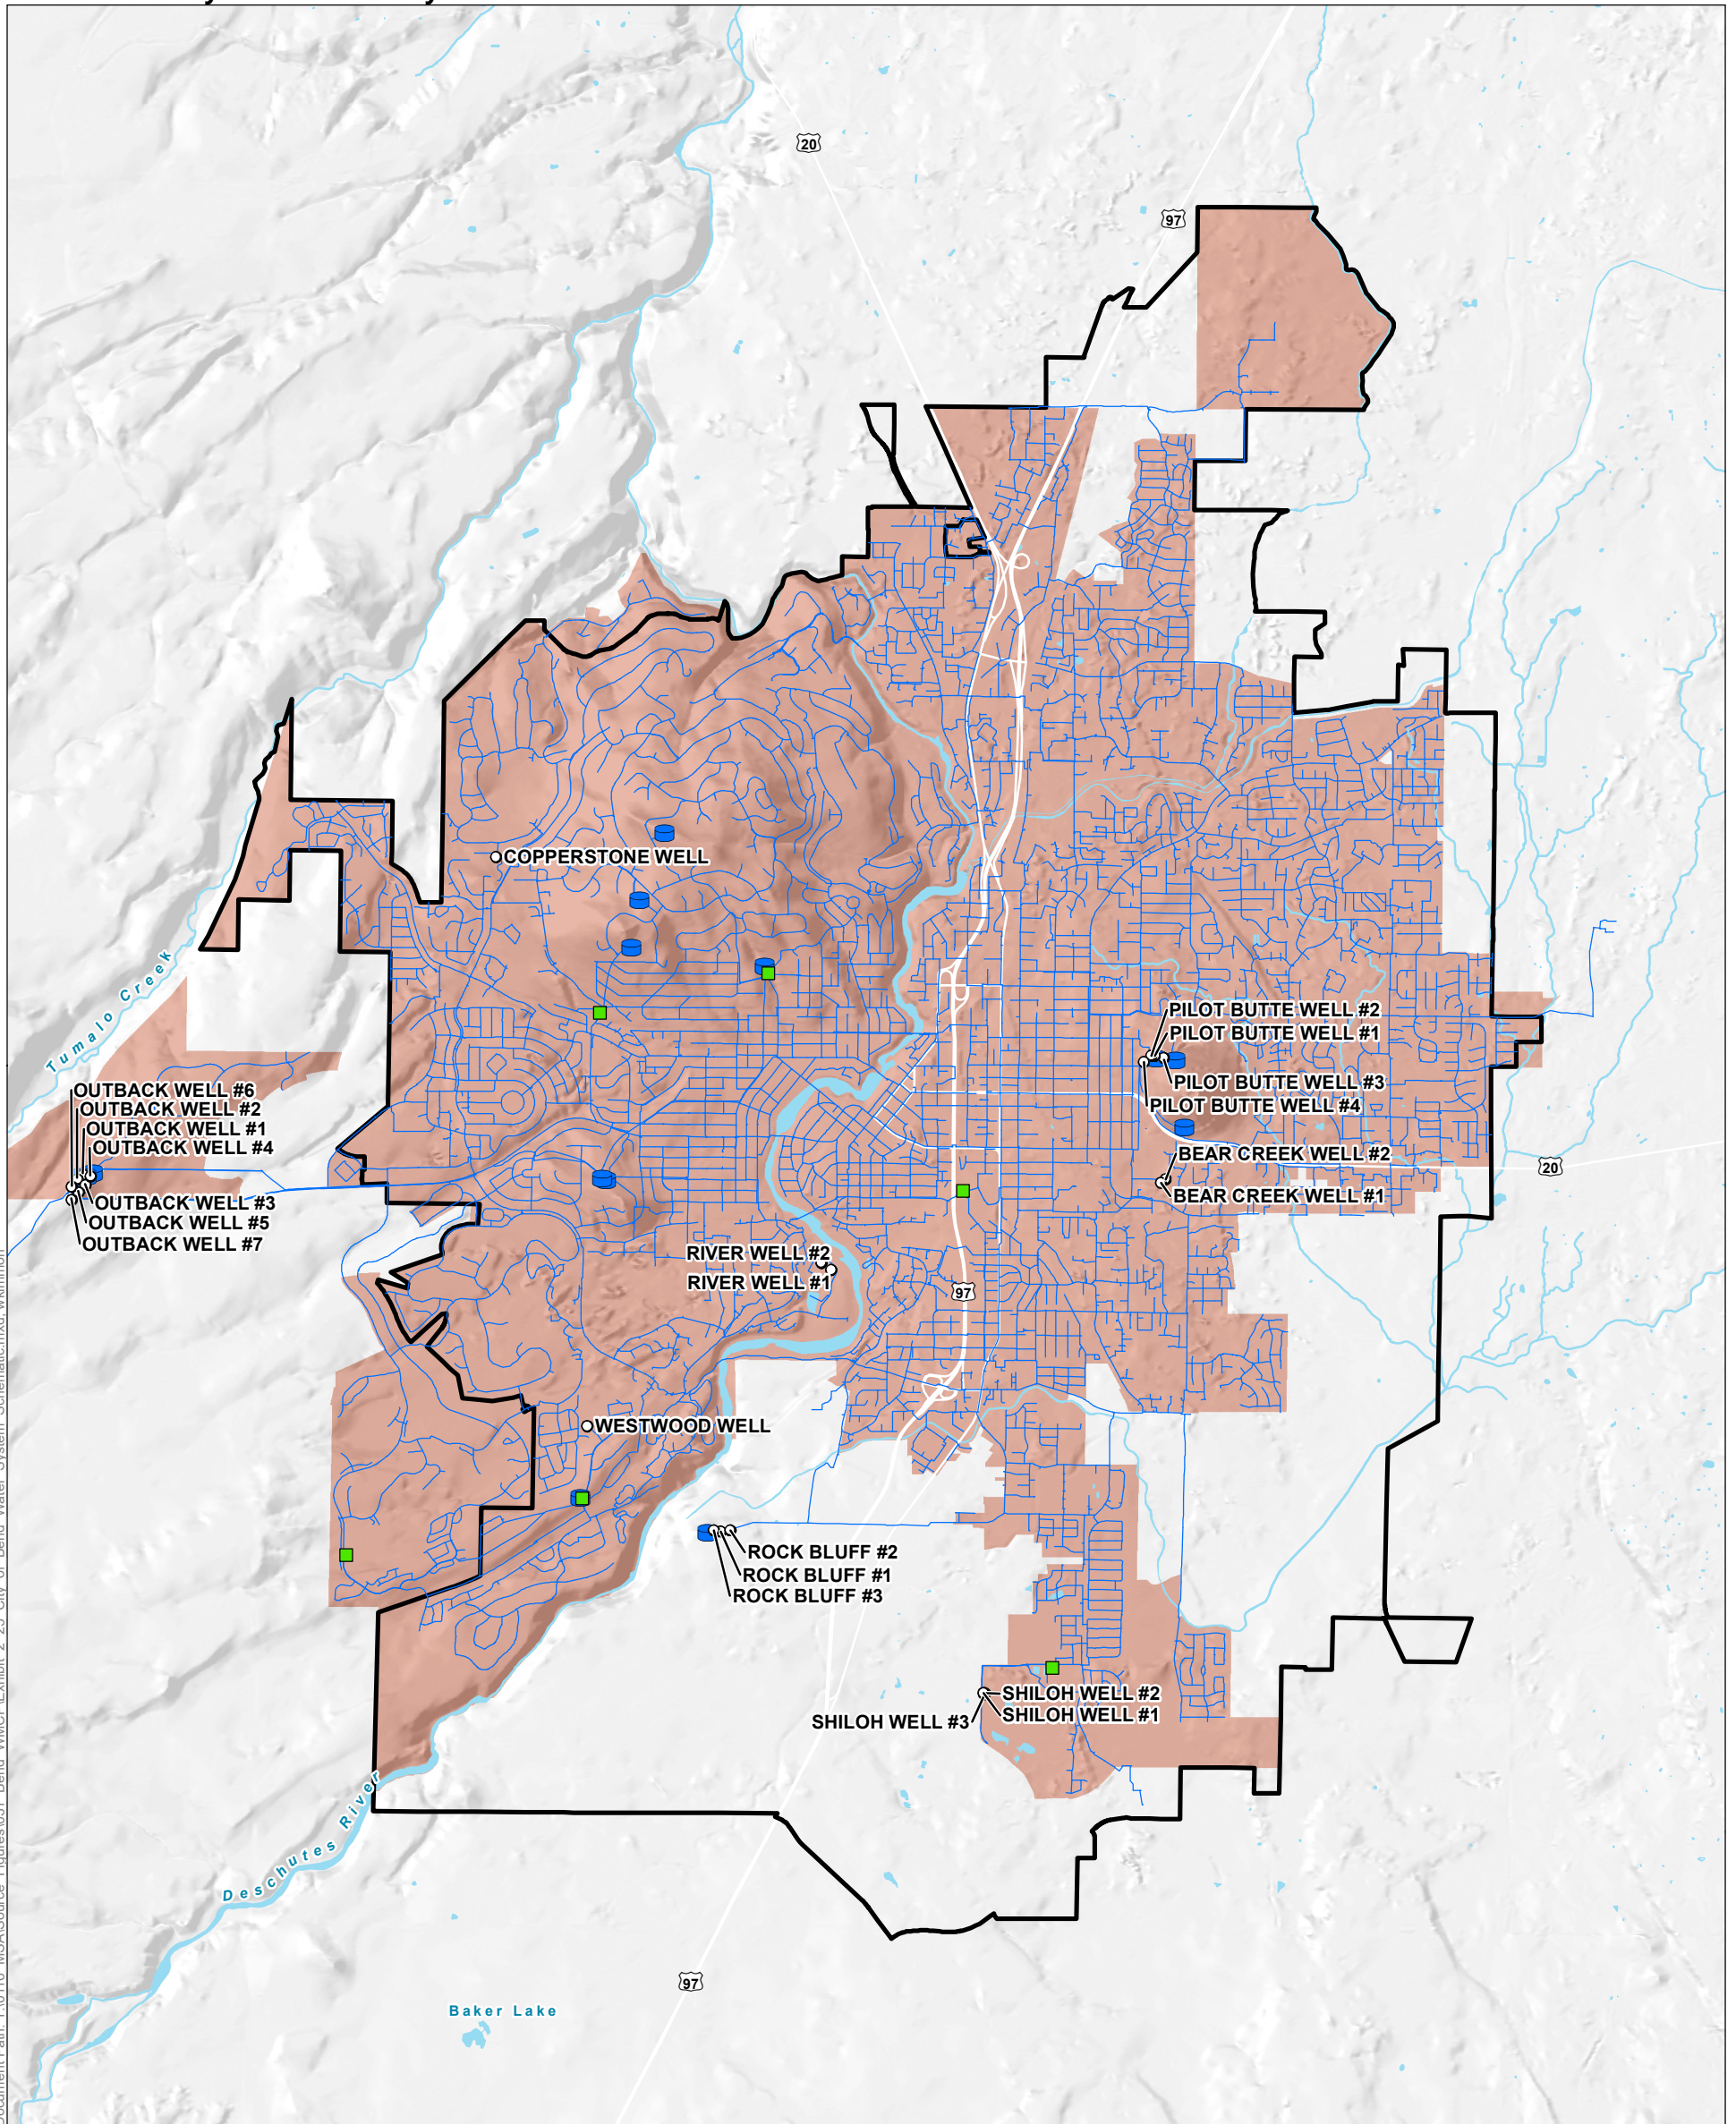 20
97
COPPERSTONE WELL
Tumalo Creek
PILOT BUTTE WELL #2
PILOT BUTTE WELL #1
PILOT BUTTE WELL #3
PILOT BUTTE WELL #4
OUTBACK WELL #6
OUTBACK WELL #2
OUTBACK WELL #1
OUTBACK WELL #4
OUTBACK WELL #3
OUTBACK WELL #5
OUTBACK WELL #7
BEAR CREEK WELL #2
20
BEAR CREEK WELL #1
RIVER WELL #2
RIVER WELL #1
97
WESTWOOD WELL
ROCK BLUFF #2
ROCK BLUFF #1
ROCK BLUFF #3
SHILOH WELL #2
SHILOH WELL #1
SHILOH WELL #3
Deschutes River
97
Baker Lake